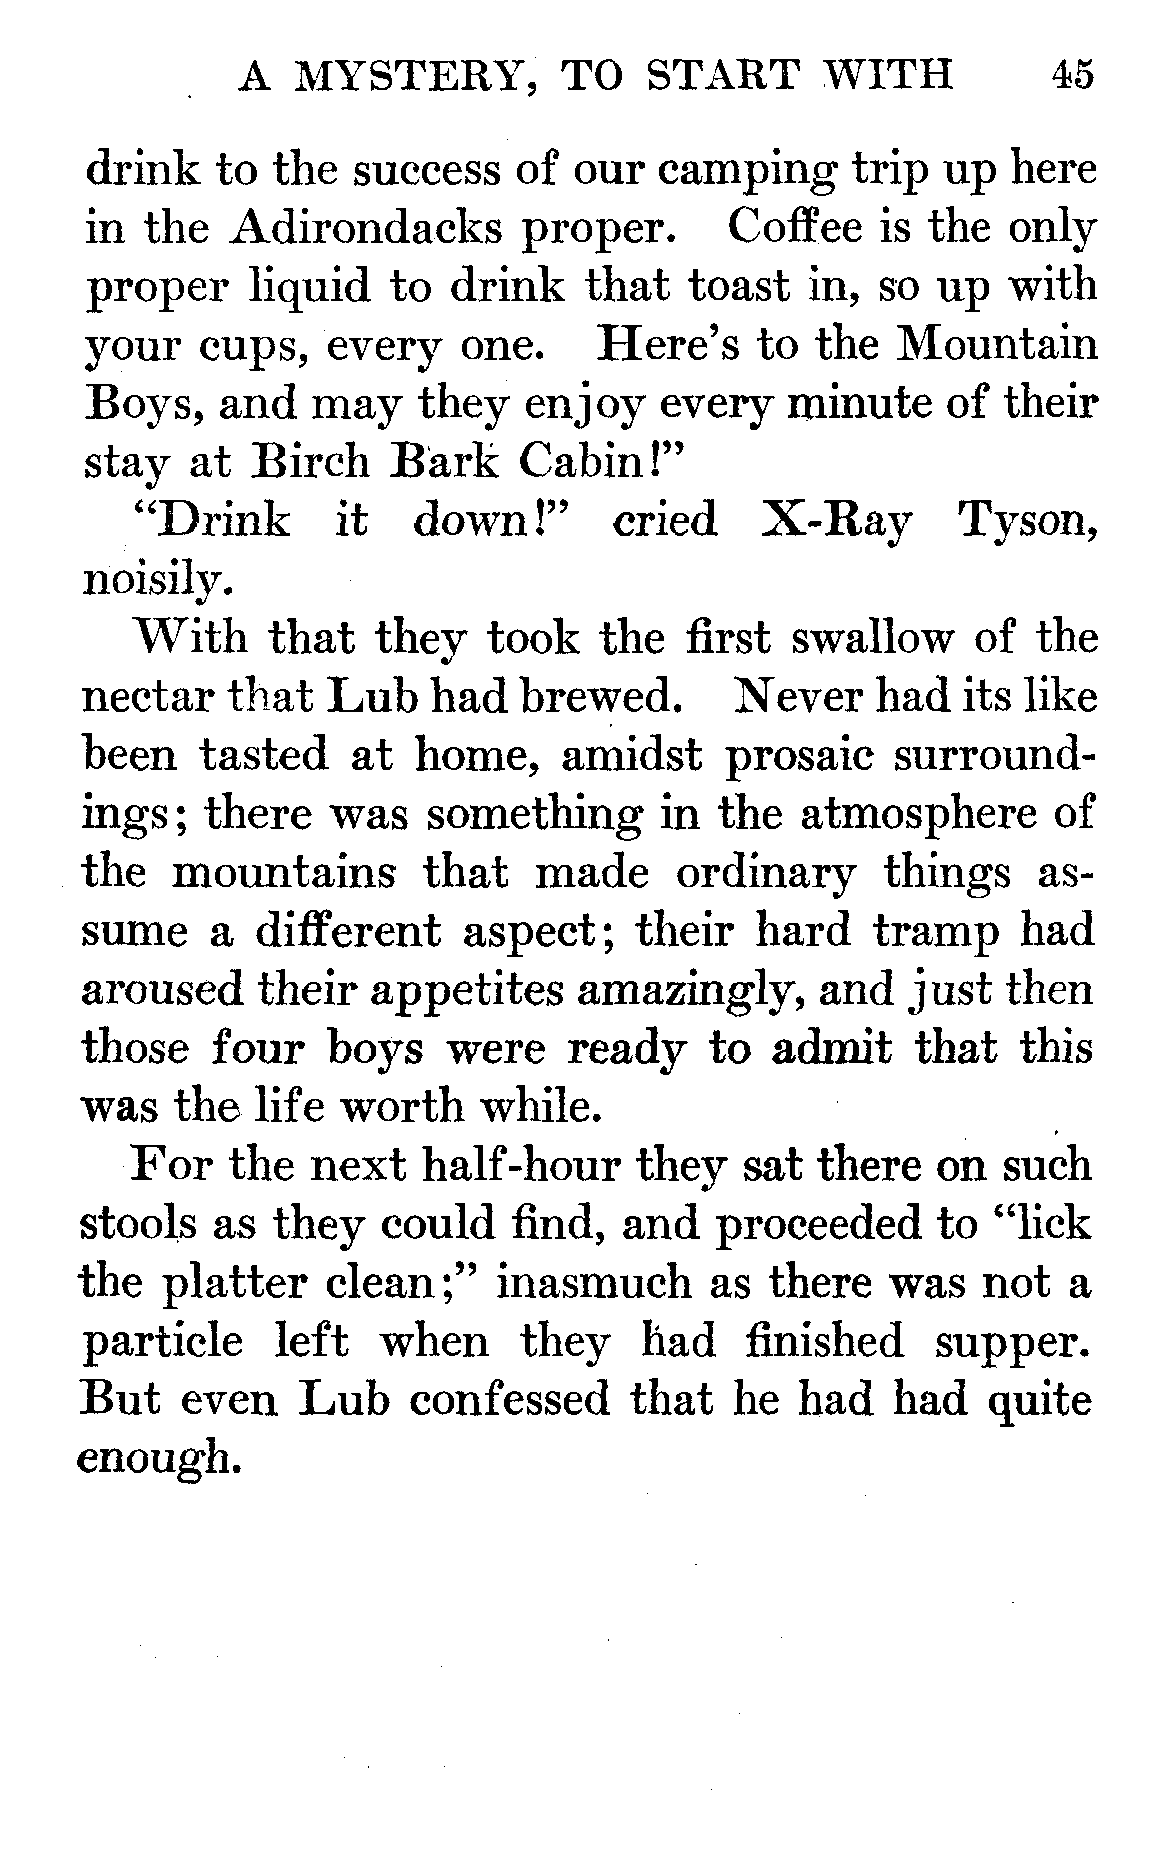 A MYSTERY, TO START WITH 45
drink to the success of our camping trip up here
in the Adirondacks proper. Coffee is the only
proper liquid to drink that toast in, so up with
your cups, every one. Here's to the Mountain
Boys, and may they enjoy every minute of their
stay at Birch Bark Cabin!”
“Drink it down!” cried X-Ray Tyson,
noisily.
With that they took the first swallow of the
nectar that Lub had brewed. Never had its like
been tasted at home, amidst prosaic surround-
ings; there was something in the atmosphere of
the mountains that made ordinary things as-
sume a different aspect; their hard tramp had
aroused their appetites amazingly, and just then
those four boys were ready to admit that this
was the life worth while.
For the next half-hour they sat there on such
stools as they could find, and proceeded to “lick
the platter clean;” inasmuch as there was not a
particle left when they had finished supper.
But even Lub confessed that he had had quite
enough.